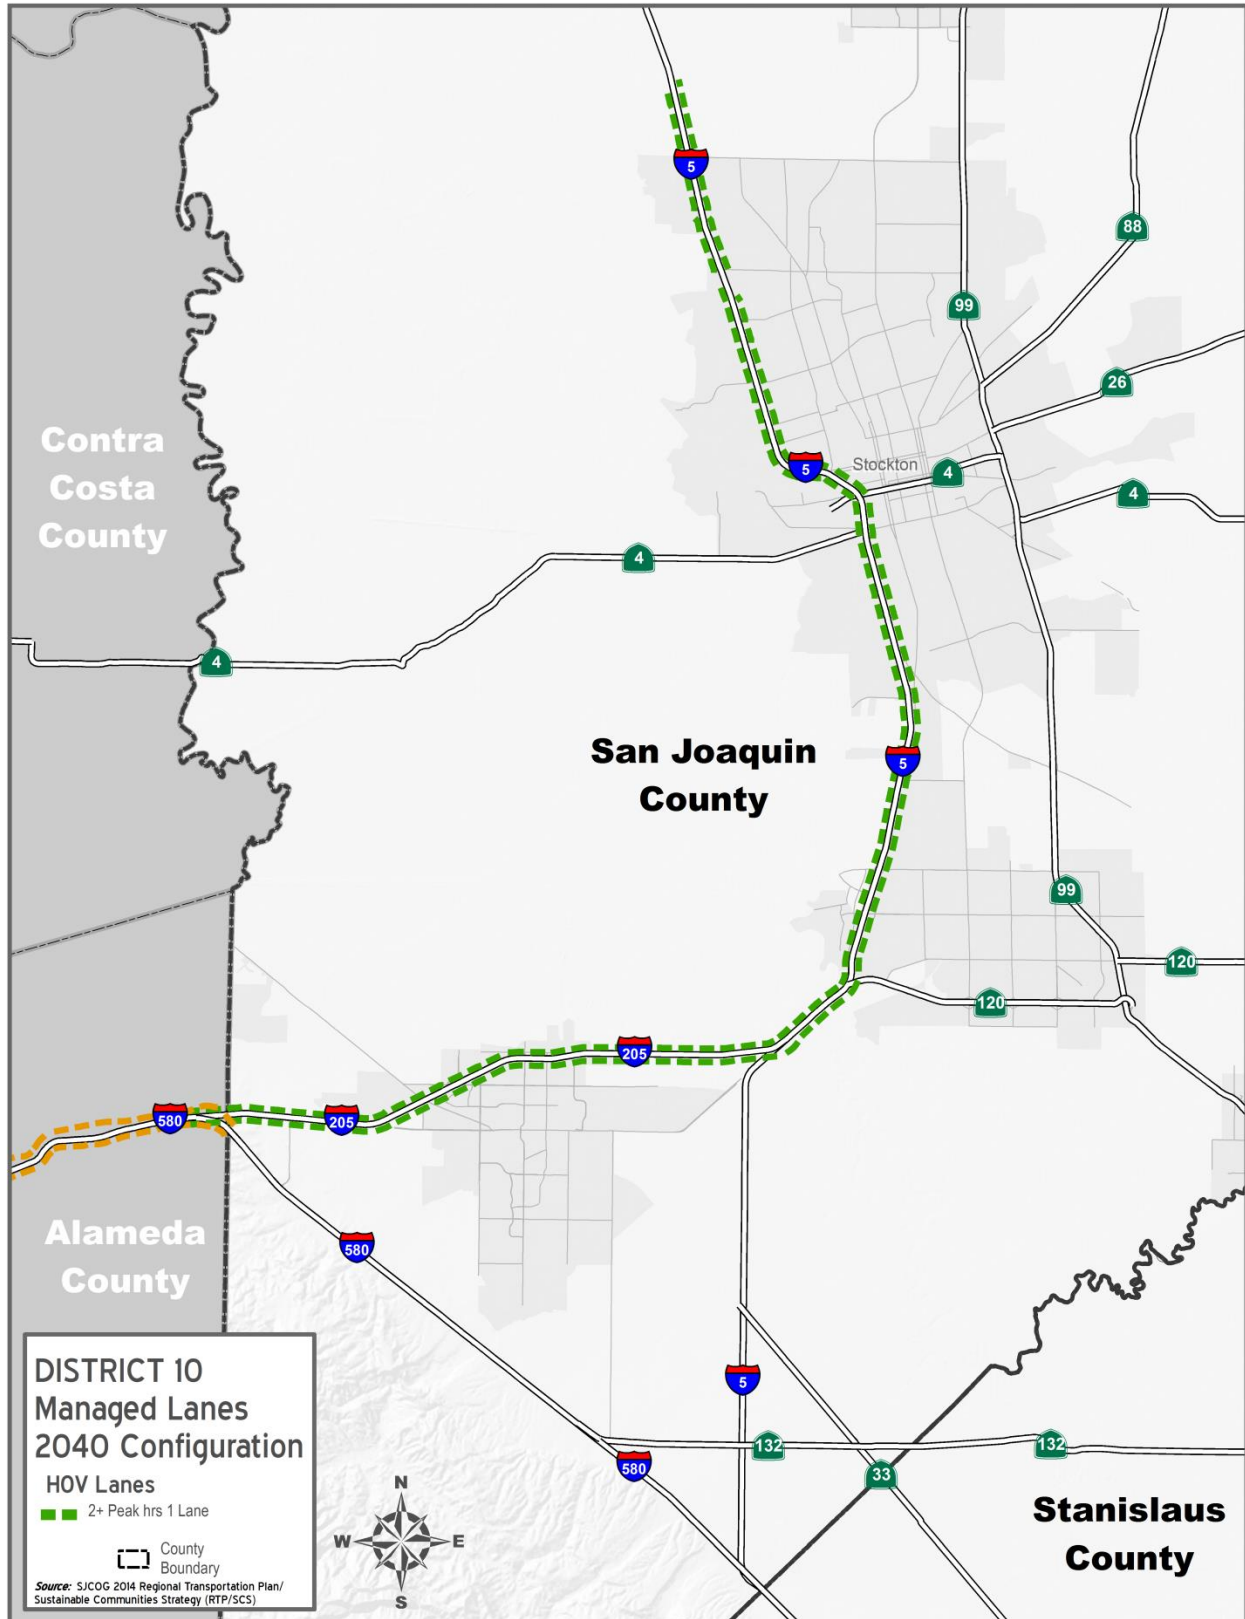 5
88
99
26
Contra
Costa
County
5
Stockton
4
4
4
4
San Joaquin
County
5
99
120
120
205
580
205
Alameda
County
580
5
132
132
580
33
Stanislaus
County
DISTRICT 10
Managed Lanes
2040 Configuration
HOV Lanes
2+ Peak hrs 1 Lane
County
Boundary
Source: SJCOG 2014 Regional Transportation Plan/
Sustainable Communities Strategy (RTP/SCS)
N
W E
S